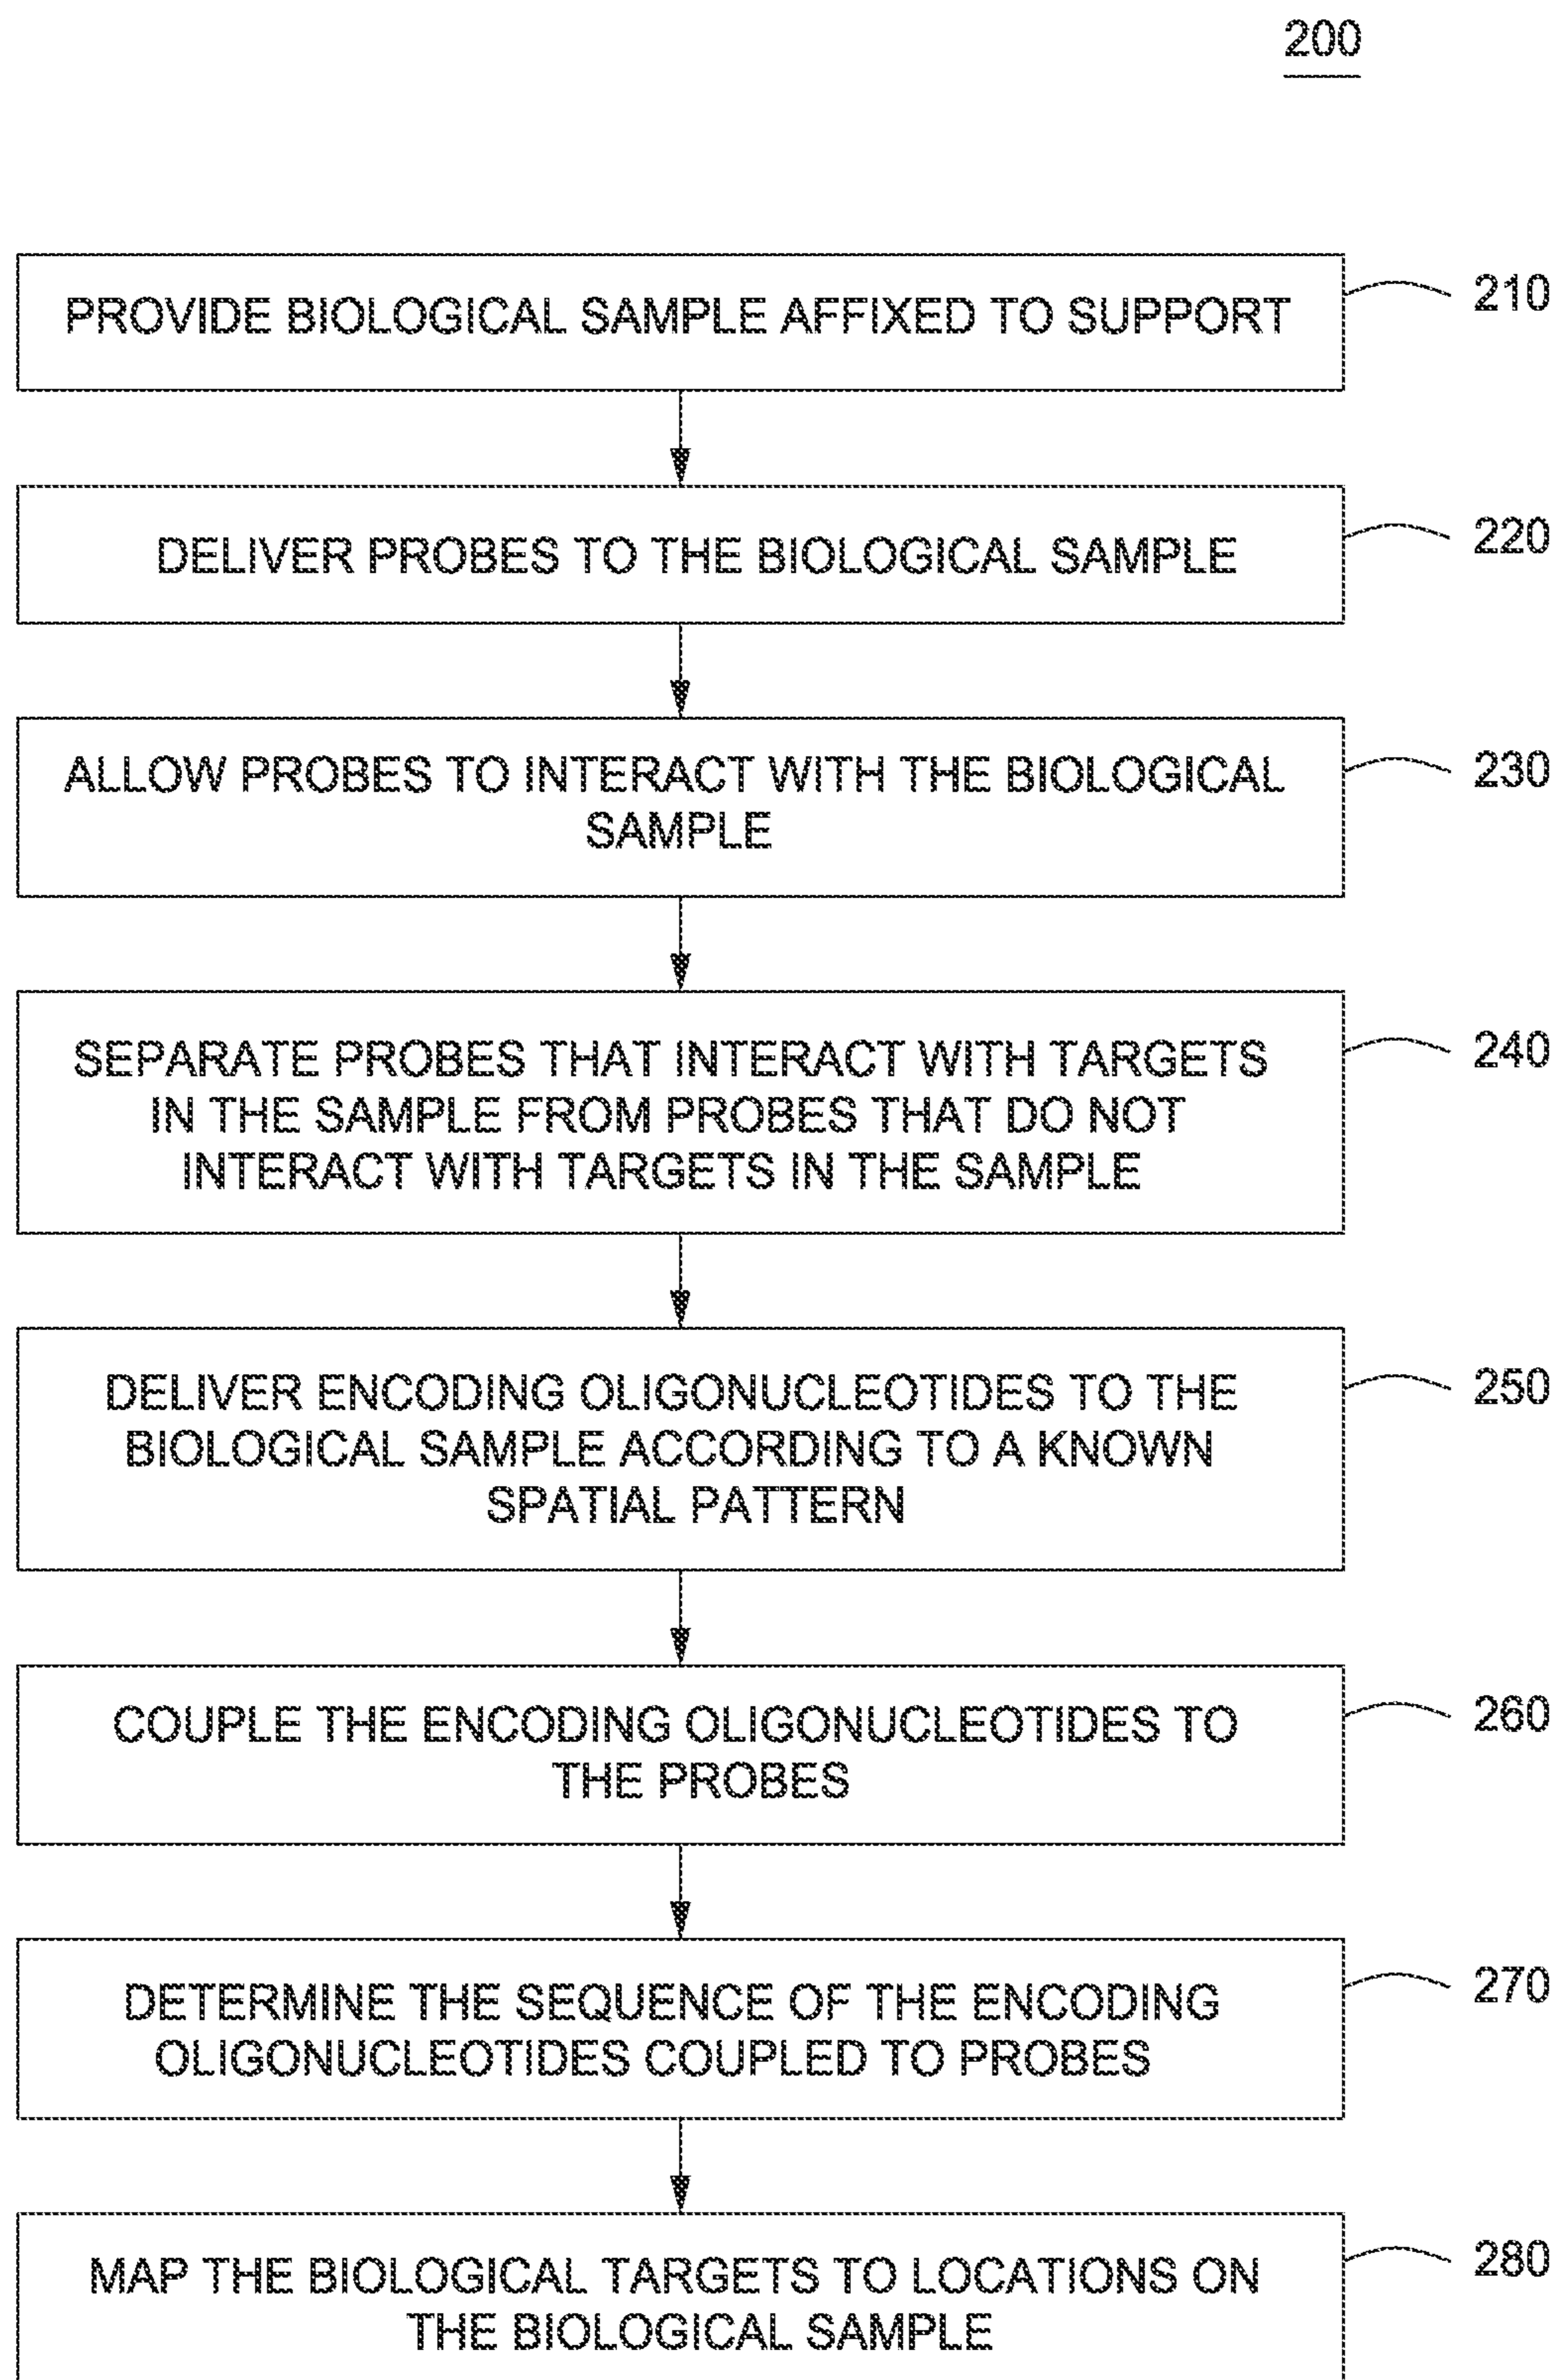 200
PROVIDE BIOLOGICAL SAMPLE AFFIXED TO SUPPORT
210
DELIVER PROBES TO THE BIOLOGICAL SAMPLE
220
ALLOW PROBES TO INTERACT WITH THE BIOLOGICAL
SAMPLE
230
SEPARATE PROBES THAT INTERACT WITH TARGETS
IN THE SAMPLE FROM PROBES THAT DO NOT
INTERACT WITH TARGETS IN THE SAMPLE
240
DELIVER ENCODING OLIGONUCLEOTIDES TO THE
BIOLOGICAL SAMPLE ACCORDING TO A KNOWN
SPATIAL PATTERN
250
COUPLE THE ENCODING OLIGONUCLEOTIDES TO
THE PROBES
260
DETERMINE THE SEQUENCE OF THE ENCODING
OLIGONUCLEOTIDES COUPLED TO PROBES
270
MAP THE BIOLOGICAL TARGETS TO LOCATIONS ON
THE BIOLOGICAL SAMPLE
280